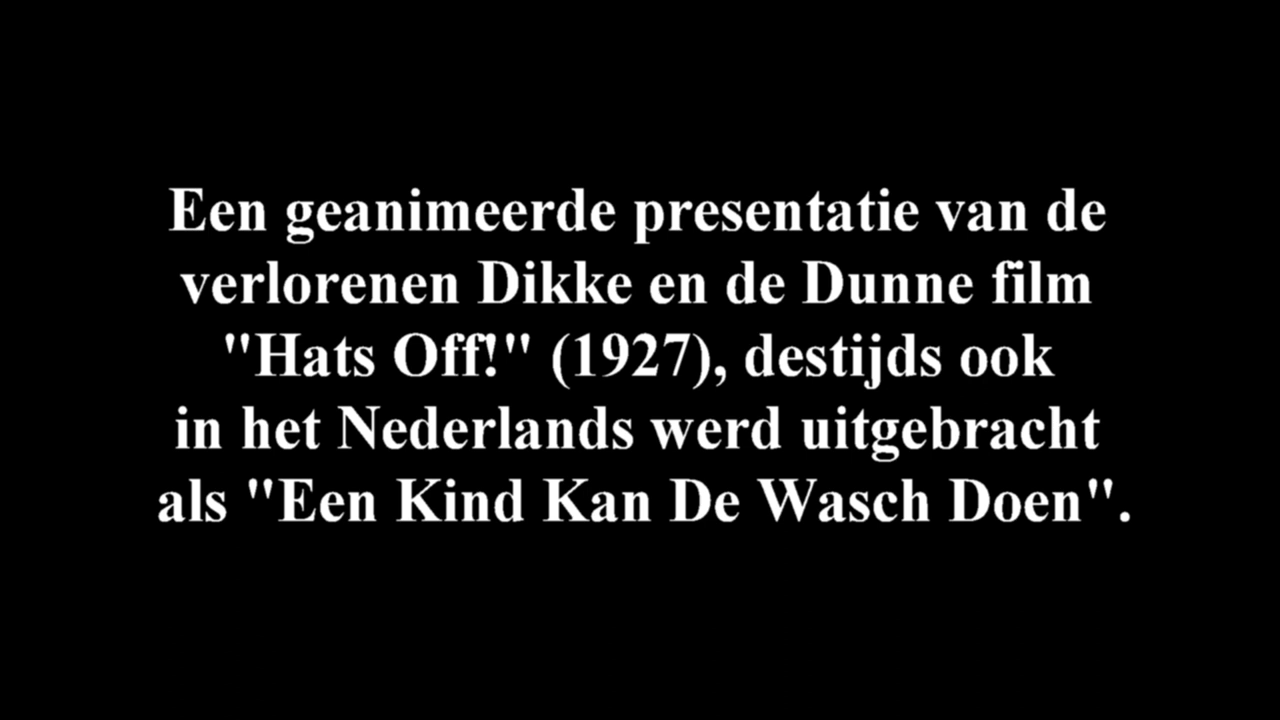 Een geanimeerde presentatie van de
verlorenen Dikke en de Dunne film
"Hats Off!" (1927), destijds ook
in het Nederlands werd uitgebracht
als "Een Kind Kan De Wasch Doen".